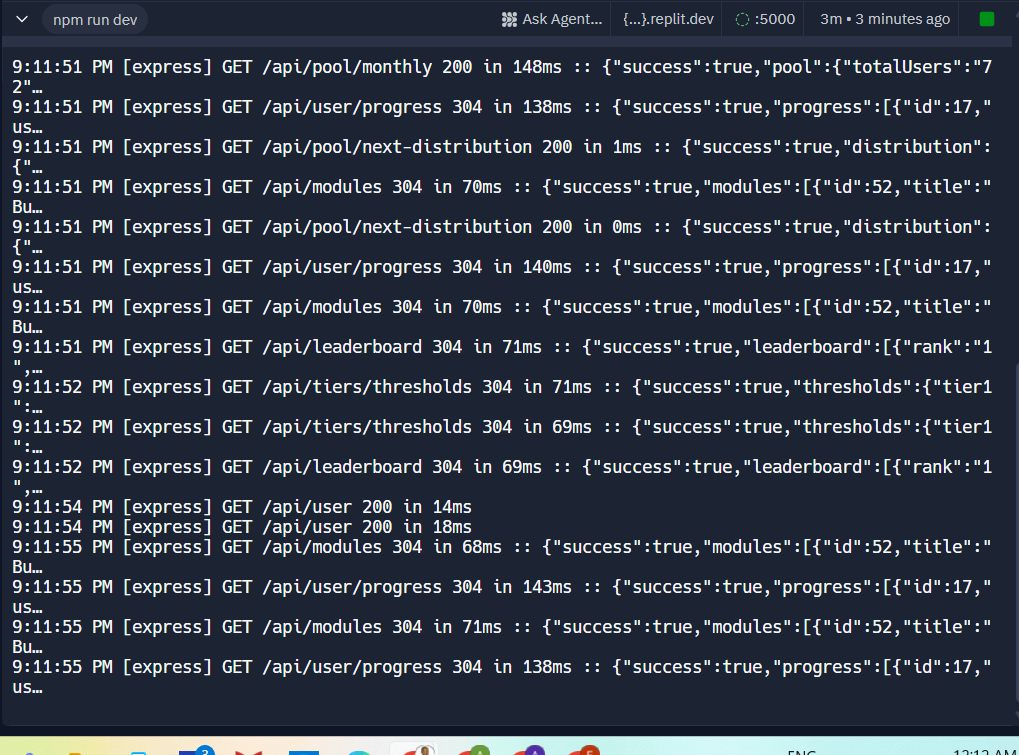 npm run dev
Ask Agent... {...}.replit.dev :5000 3m • 3 minutes ago
9:11:51 PM [express] GET /api/pool/monthly 200 in 148ms :: {"success":true,"pool":{"totalUsers":"7
2"…
9:11:51 PM [express] GET /api/user/progress 304 in 138ms :: {"success":true,"progress":[{"id":17,"
us…
9:11:51 PM [express] GET /api/pool/next-distribution 200 in 1ms :: {"success":true,"distribution":
{"…
9:11:51 PM [express] GET /api/modules 304 in 70ms :: {"success":true,"modules":[{"id":52,"title":"
Bu…
9:11:51 PM [express] GET /api/pool/next-distribution 200 in 0ms :: {"success":true,"distribution":
{"…
9:11:51 PM [express] GET /api/user/progress 304 in 140ms :: {"success":true,"progress":[{"id":17,"
us…
9:11:51 PM [express] GET /api/modules 304 in 70ms :: {"success":true,"modules":[{"id":52,"title":"
Bu…
9:11:51 PM [express] GET /api/leaderboard 304 in 71ms :: {"success":true,"leaderboard":[{"rank":"1
",…
9:11:52 PM [express] GET /api/tiers/thresholds 304 in 71ms :: {"success":true,"thresholds":{"tier1
":…
9:11:52 PM [express] GET /api/tiers/thresholds 304 in 69ms :: {"success":true,"thresholds":{"tier1
":…
9:11:52 PM [express] GET /api/leaderboard 304 in 69ms :: {"success":true,"leaderboard":[{"rank":"1
",…
9:11:54 PM [express] GET /api/user 200 in 14ms
9:11:54 PM [express] GET /api/user 200 in 18ms
9:11:55 PM [express] GET /api/modules 304 in 68ms :: {"success":true,"modules":[{"id":52,"title":"
Bu…
9:11:55 PM [express] GET /api/user/progress 304 in 143ms :: {"success":true,"progress":[{"id":17,"
us…
9:11:55 PM [express] GET /api/modules 304 in 71ms :: {"success":true,"modules":[{"id":52,"title":"
Bu…
9:11:55 PM [express] GET /api/user/progress 304 in 138ms :: {"success":true,"progress":[{"id":17,"
us…
3
ENG
12:12 AM